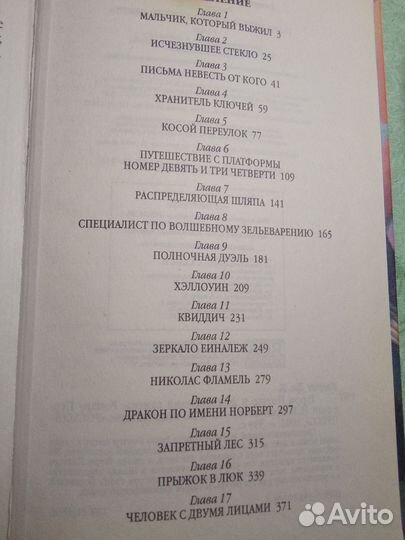 Глава 1
МАЛЬЧИК, КОТОРЫЙ ВЫЖИЛ 3
Глава 2
ИСЧЕЗНУВШЕЕ СТЕКЛО 25
Глава 3
ПИСЬМА НЕВЕСТЬ ОТ КОГО 41
Глава 4
ХРАНИТЕЛЬ КЛЮЧЕЙ 59
Глава 5
КОСОЙ ПЕРЕУЛОК 77
Глава 6
ПУТЕШЕСТВИЕ С ПЛАТФОРМЫ
НОМЕР ДЕВЯТЬ И ТРИ ЧЕТВЕРТИ 109
Глава 7
РАСПРЕДЕЛЯЮЩАЯ ШЛЯПА 141
Глава 8
СПЕЦИАЛИСТ ПО ВОЛШЕБНОМУ ЗЕЛЬЕВАРЕНИЮ 165
Глава 9
ПОЛНОЧНАЯ ДУЭЛЬ 181
Глава 10
ХЭЛЛОУИН 209
Глава 11
КВИДДИЧ 231
Глава 12
ЗЕРКАЛО ЕИНАЛЕЖ 249
Глава 13
НИКОЛАС ФЛАМЕЛЬ 279
Глава 14
ДРАКОН ПО ИМЕНИ НОРБЕРТ 297
Глава 15
ЗАПРЕТНЫЙ ЛЕС 315
Глава 16
ПРЫЖОК В ЛЮК 339
Глава 17
ЧЕЛОВЕК С ДВУМЯ ЛИЦАМИ 371
Avito